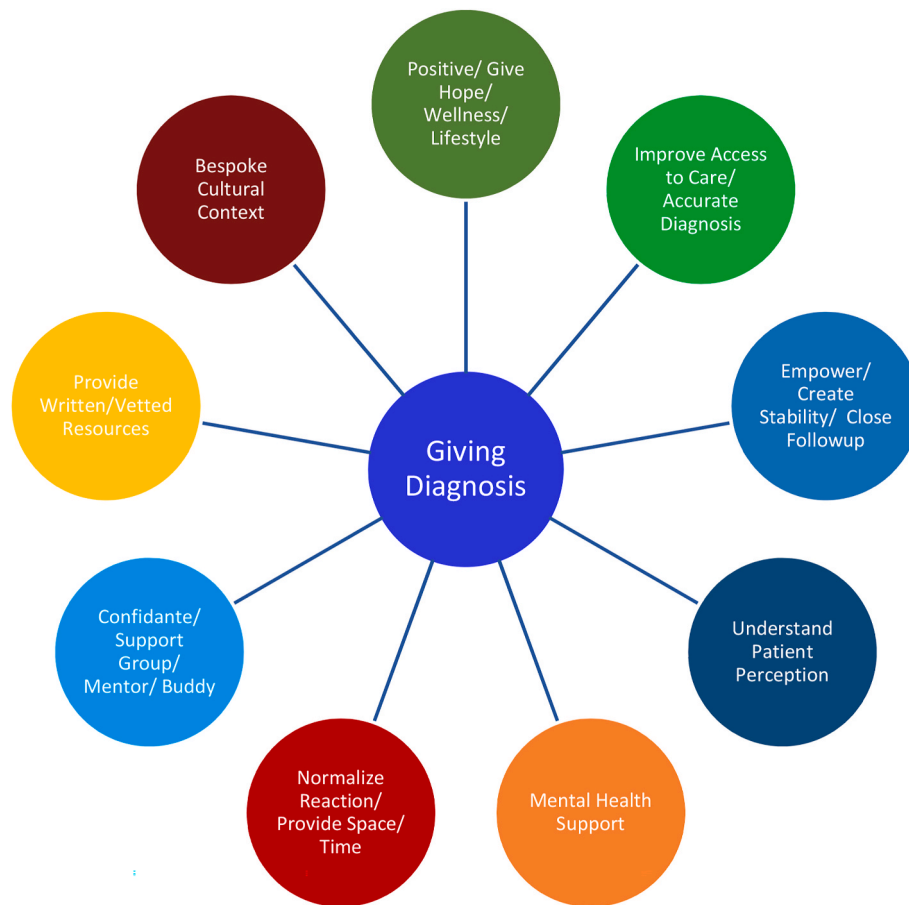 Positive/ Give
Hope/
Wellness/
Lifestyle
Improve Access
to Care/
Accurate
Diagnosis
Empower/
Create
Stability/ Close
Followup
Understand
Patient
Perception
Mental Health
Support
Normalize
Reaction/
Provide Space/
Time
Confidante/
Support
Group/
Mentor/ Buddy
Provide
Written/Vetted
Resources
Bespoke
Cultural
Context
Giving
Diagnosis